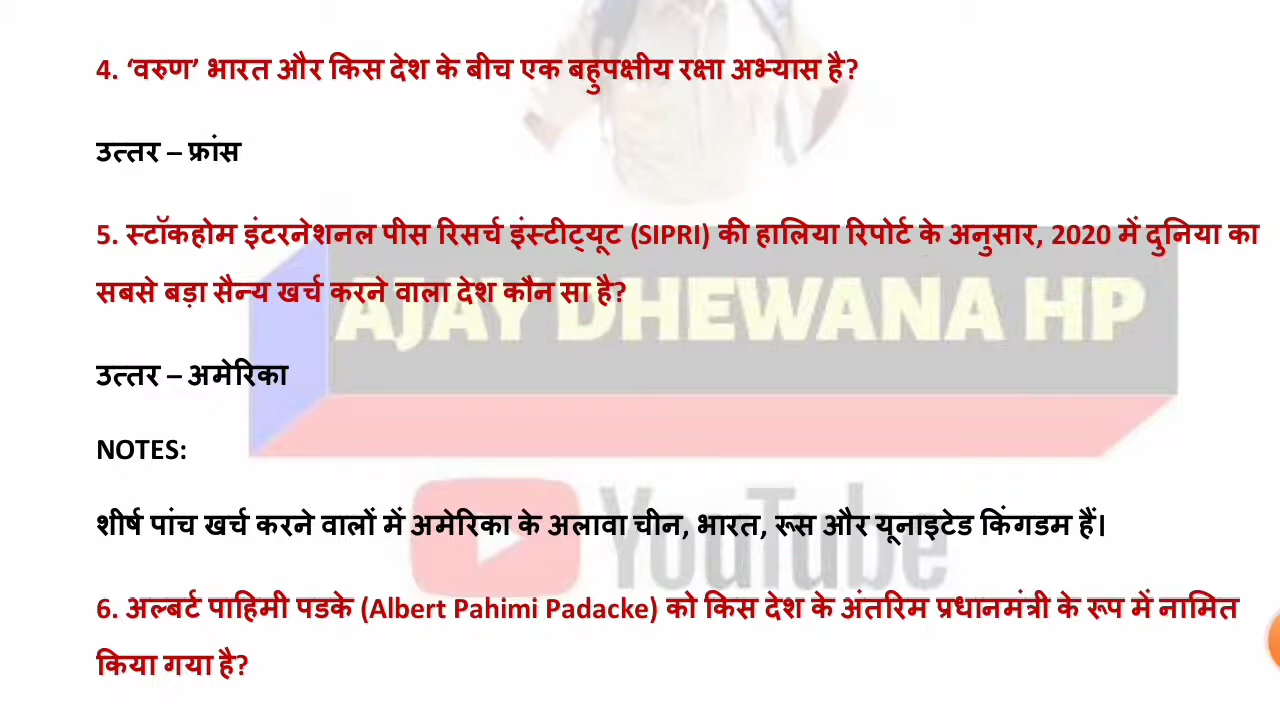 4. ‘वरुण’ भारत और किस देश के बीच एक बहुपक्षीय रक्षा अभ्यास है?
उत्तर – फ्रांस
5. स्टॉकहोम इंटरनेशनल पीस रिसर्च इंस्टीट्यूट (SIPRI) की हालिया रिपोर्ट के अनुसार, 2020 में दुनिया का
सबसे बड़ा सैन्य खर्च करने वाला देश कौन सा है?
AJAY DHEWANA HP
उत्तर – अमेरिका
NOTES:
शीर्ष पांच खर्च करने वालों में अमेरिका के अलावा चीन, भारत, रूस और यूनाइटेड किंगडम हैं।
YouTube
6. अल्बर्ट पाहिमी पडके (Albert Pahimi Padacke) को किस देश के अंतरिम प्रधानमंत्री के रूप में नामित
किया गया है?